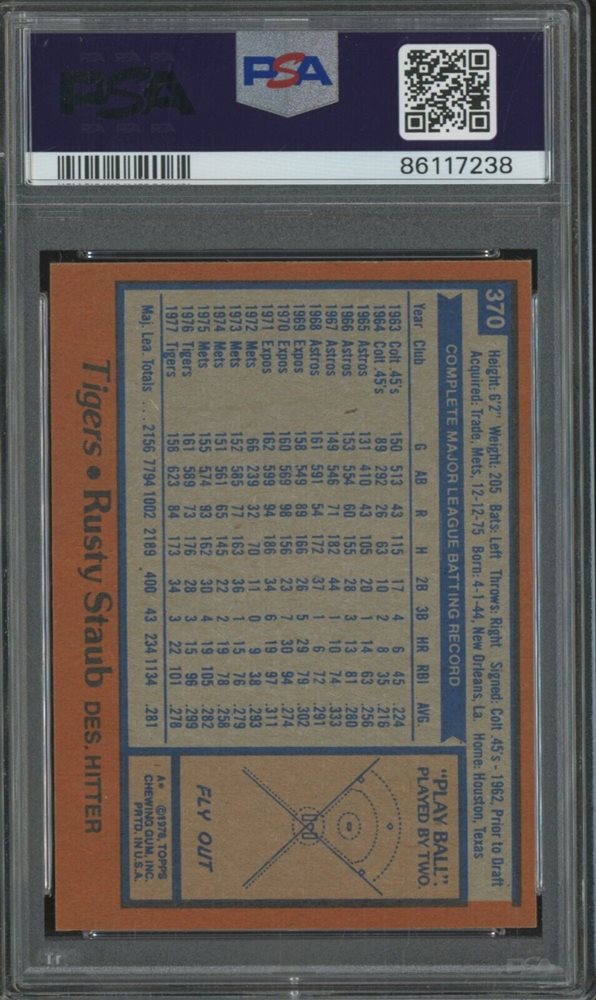 PSA
PSA
86117238
370
Height: 6'2" Weight: 205 Bats: Left Throws: Right Signed: Colt .45's - 1962, Prior to Draft
Acquired: Trade, Mets, 12-12-75 Born: 4-1-44, New Orleans, La. Home: Houston, Texas
COMPLETE MAJOR LEAGUE BATTING RECORD
Year Club G AB R H 2B 3B HR RBI AVG.
1963 Colt .45's 150 513 43 115 17 4 6 45 .224
1964 Colt .45's 89 292 26 63 10 2 8 35 .216
1965 Astros 131 410 43 105 20 1 14 63 .256
1966 Astros 153 554 60 155 28 3 13 81 .280
1967 Astros 149 546 71 182 44 1 10 74 .333
1968 Astros 161 591 54 172 37 1 6 72 .291
1969 Expos 158 549 89 166 26 5 29 79 .302
1970 Expos 160 569 98 156 23 7 30 94 .274
1971 Expos 162 599 94 186 34 6 19 97 .311
1972 Mets 66 239 32 70 11 0 9 38 .293
1973 Mets 152 585 77 163 36 1 15 76 .279
1974 Mets 151 561 65 145 22 2 19 78 .258
1975 Mets 155 574 93 162 30 4 19 105 .282
1976 Tigers 161 589 73 176 28 3 15 96 .299
1977 Tigers 158 623 84 173 34 3 22 101 .278
Maj. Lea. Totals ... 2156 7794 1002 2189 400 43 234 1134 .281
"PLAY BALL":
PLAYED BY TWO.
FLY OUT
A* ©1978, TOPPS
CHEWING GUM, INC.
PRTD. IN U.S.A.
Tigers • Rusty Staub DES. HITTER